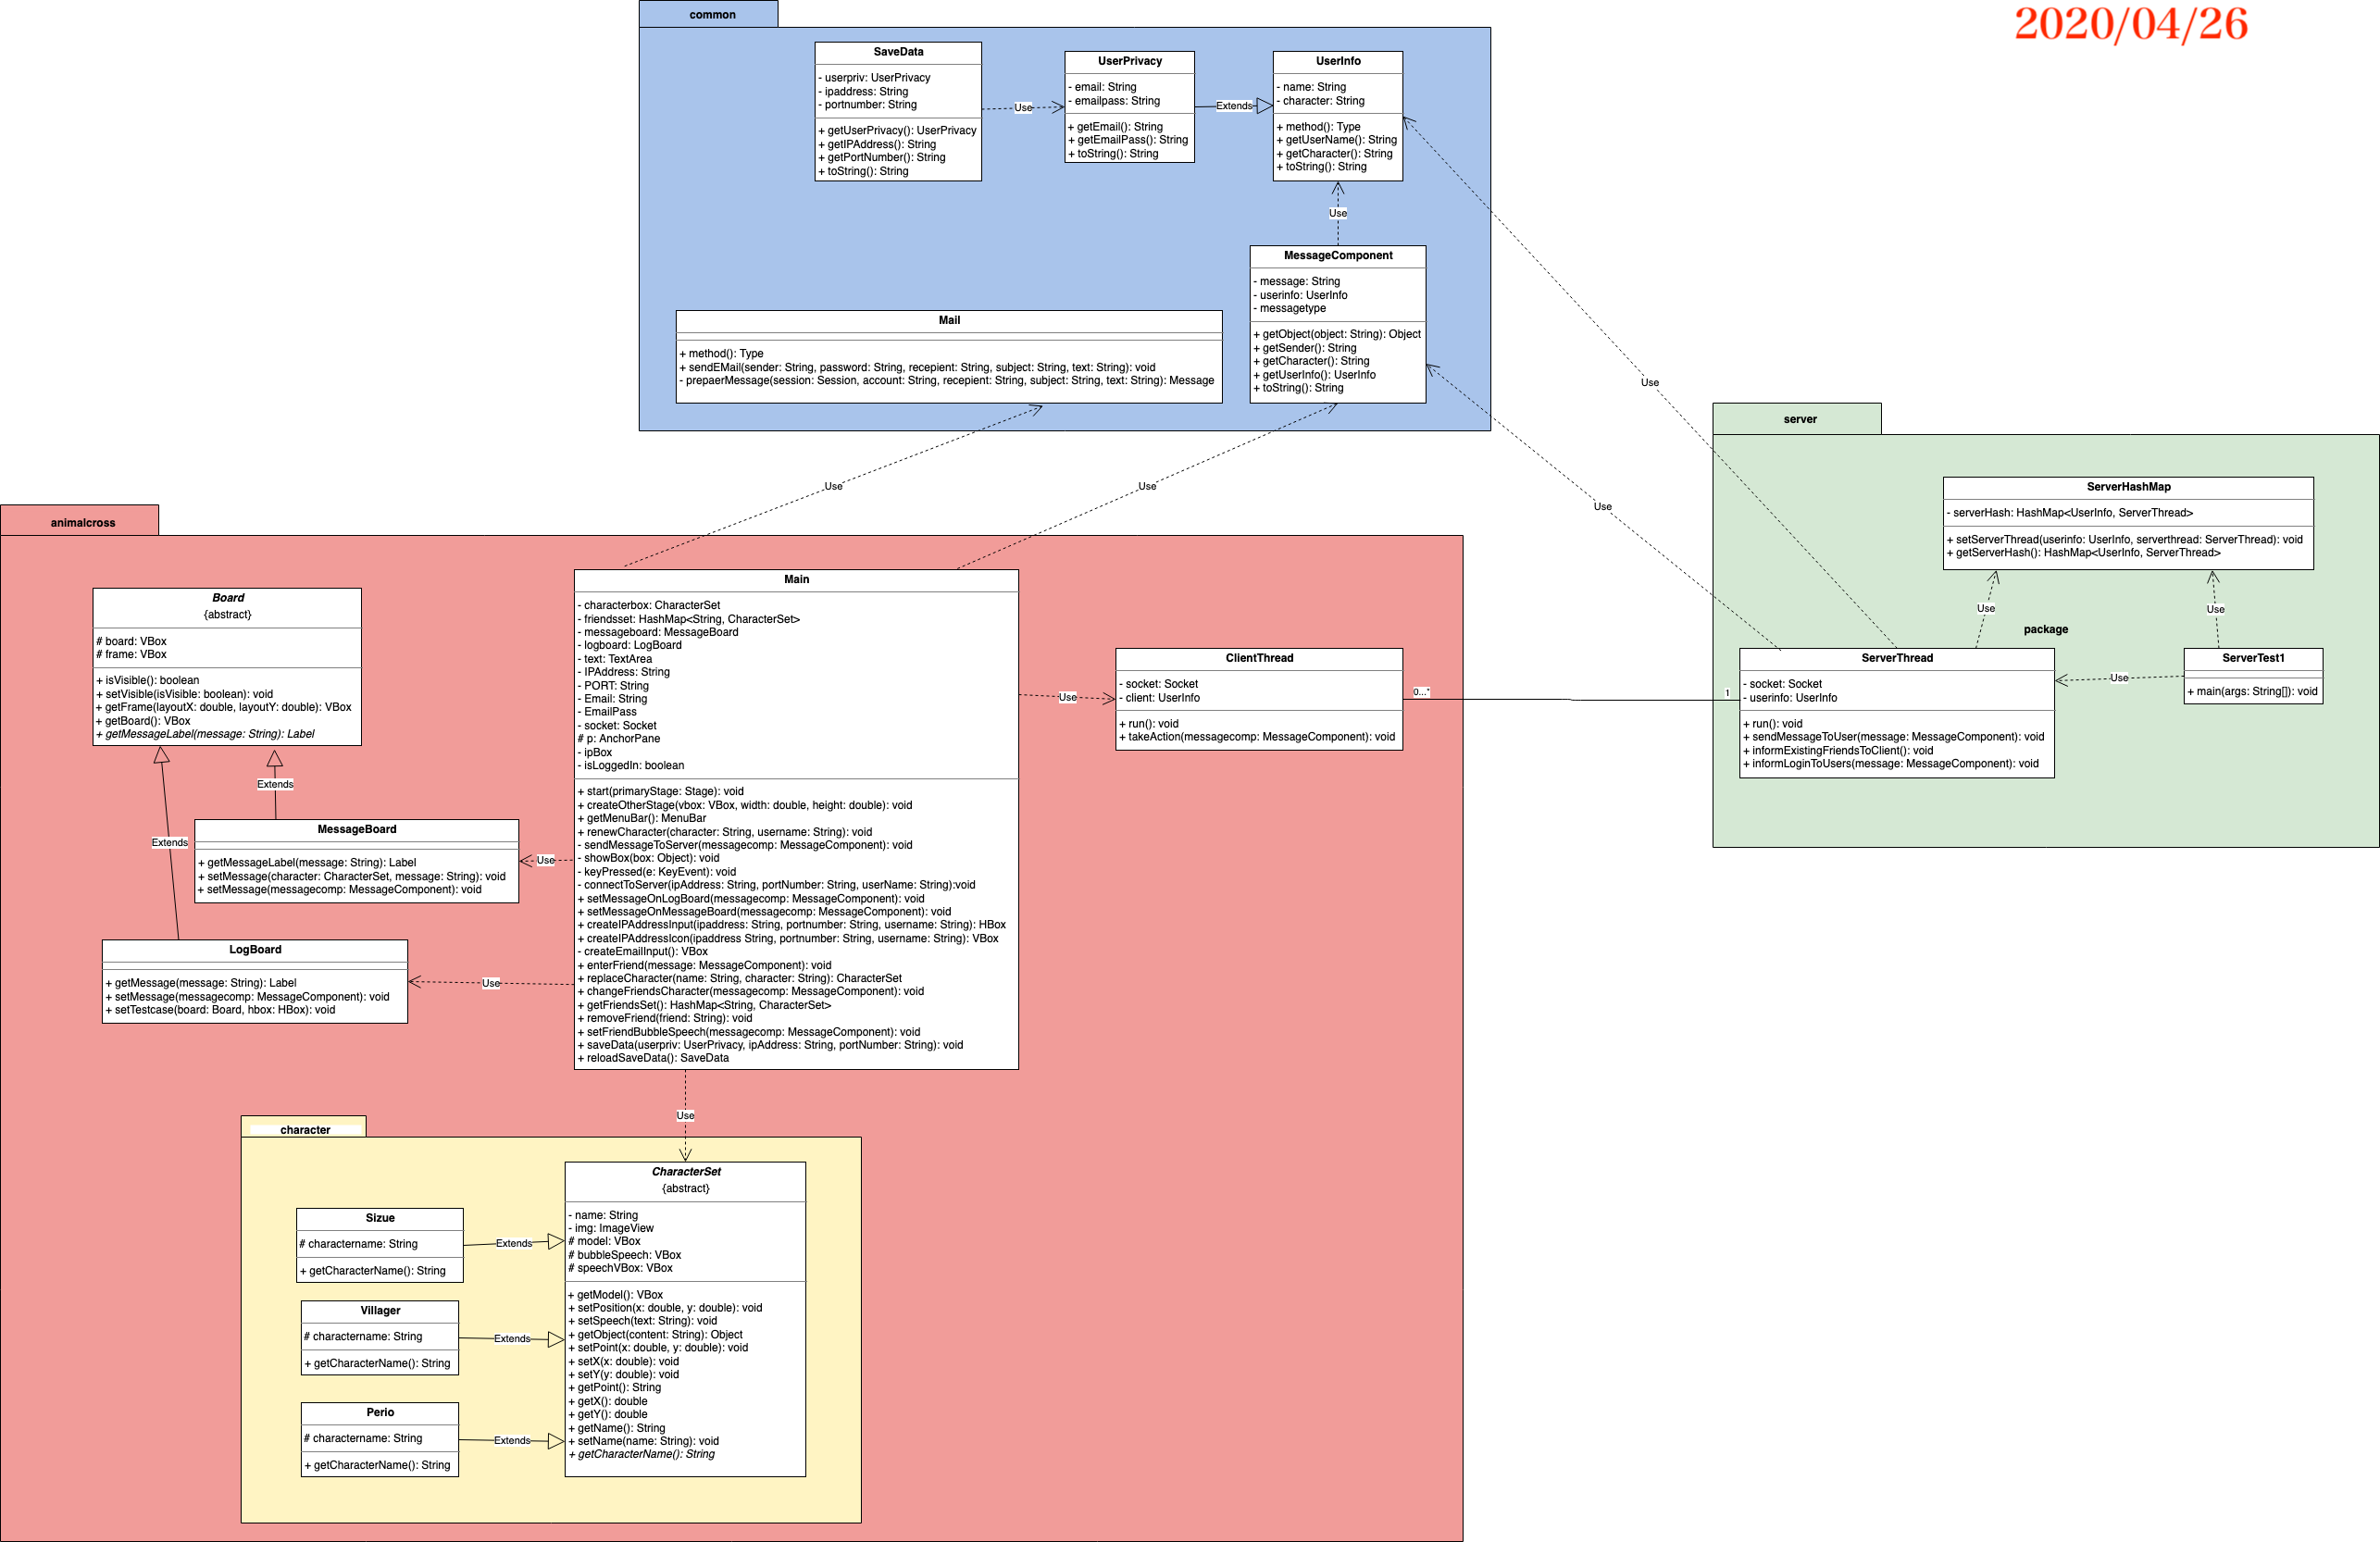 2020/04/26
common
SaveData
- userpriv: UserPrivacy
- ipaddress: String
- portnumber: String
+ getUserPrivacy(): UserPrivacy
+ getIPAddress(): String
+ getPortNumber(): String
+ toString(): String
Use
UserPrivacy
- email: String
- emailpass: String
+ getEmail(): String
+ getEmailPass(): String
+ toString(): String
Extends
UserInfo
- name: String
- character: String
+ method(): Type
+ getUserName(): String
+ getCharacter(): String
+ toString(): String
Use
MessageComponent
- message: String
- userinfo: UserInfo
- messagetype
+ getObject(object: String): Object
+ getSender(): String
+ getCharacter(): String
+ getUserInfo(): UserInfo
+ toString(): String
Mail
+ method(): Type
+ sendEMail(sender: String, password: String, recepient: String, subject: String, text: String): void
- prepaerMessage(session: Session, account: String, recepient: String, subject: String, text: String): Message
Use
Use
Use
Use
server
ServerHashMap
- serverHash: HashMap<UserInfo, ServerThread>
+ setServerThread(userinfo: UserInfo, serverthread: ServerThread): void
+ getServerHash(): HashMap<UserInfo, ServerThread>
Use
Use
package
ServerThread
- socket: Socket
- userinfo: UserInfo
+ run(): void
+ sendMessageToUser(message: MessageComponent): void
+ informExistingFriendsToClient(): void
+ informLoginToUsers(message: MessageComponent): void
Use
ServerTest1
+ main(args: String[]): void
animalcross
Board
{abstract}
# board: VBox
# frame: VBox
+ isVisible(): boolean
+ setVisible(isVisible: boolean): void
+ getFrame(layoutX: double, layoutY: double): VBox
+ getBoard(): VBox
+ getMessageLabel(message: String): Label
Extends
Extends
MessageBoard
+ getMessageLabel(message: String): Label
+ setMessage(character: CharacterSet, message: String): void
+ setMessage(messagecomp: MessageComponent): void
Use
LogBoard
+ getMessage(message: String): Label
+ setMessage(messagecomp: MessageComponent): void
+ setTestcase(board: Board, hbox: HBox): void
Use
Main
- characterbox: CharacterSet
- friendsset: HashMap<String, CharacterSet>
- messageboard: MessageBoard
- logboard: LogBoard
- text: TextArea
- IPAddress: String
- PORT: String
- Email: String
- EmailPass
- socket: Socket
# p: AnchorPane
- ipBox
- isLoggedIn: boolean
+ start(primaryStage: Stage): void
+ createOtherStage(vbox: VBox, width: double, height: double): void
+ getMenuBar(): MenuBar
+ renewCharacter(character: String, username: String): void
- sendMessageToServer(messagecomp: MessageComponent): void
- showBox(box: Object): void
- keyPressed(e: KeyEvent): void
- connectToServer(ipAddress: String, portNumber: String, userName: String):void
+ setMessageOnLogBoard(messagecomp: MessageComponent): void
+ setMessageOnMessageBoard(messagecomp: MessageComponent): void
+ createIPAddressInput(ipaddress: String, portnumber: String, username: String): HBox
+ createIPAddressIcon(ipaddress String, portnumber: String, username: String): VBox
- createEmailInput(): VBox
+ enterFriend(message: MessageComponent): void
+ replaceCharacter(name: String, character: String): CharacterSet
+ changeFriendsCharacter(messagecomp: MessageComponent): void
+ getFriendsSet(): HashMap<String, CharacterSet>
+ removeFriend(friend: String): void
+ setFriendBubbleSpeech(messagecomp: MessageComponent): void
+ saveData(userpriv: UserPrivacy, ipAddress: String, portNumber: String): void
+ reloadSaveData(): SaveData
Use
ClientThread
- socket: Socket
- client: UserInfo
+ run(): void
+ takeAction(messagecomp: MessageComponent): void
0...*
1
Use
character
CharacterSet
{abstract}
- name: String
- img: ImageView
# model: VBox
# bubbleSpeech: VBox
# speechVBox: VBox
+ getModel(): VBox
+ setPosition(x: double, y: double): void
+ setSpeech(text: String): void
+ getObject(content: String): Object
+ setPoint(x: double, y: double): void
+ setX(x: double): void
+ setY(y: double): void
+ getPoint(): String
+ getX(): double
+ getY(): double
+ getName(): String
+ setName(name: String): void
+ getCharacterName(): String
Sizue
# charactername: String
+ getCharacterName(): String
Extends
Villager
# charactername: String
+ getCharacterName(): String
Extends
Perio
# charactername: String
+ getCharacterName(): String
Extends